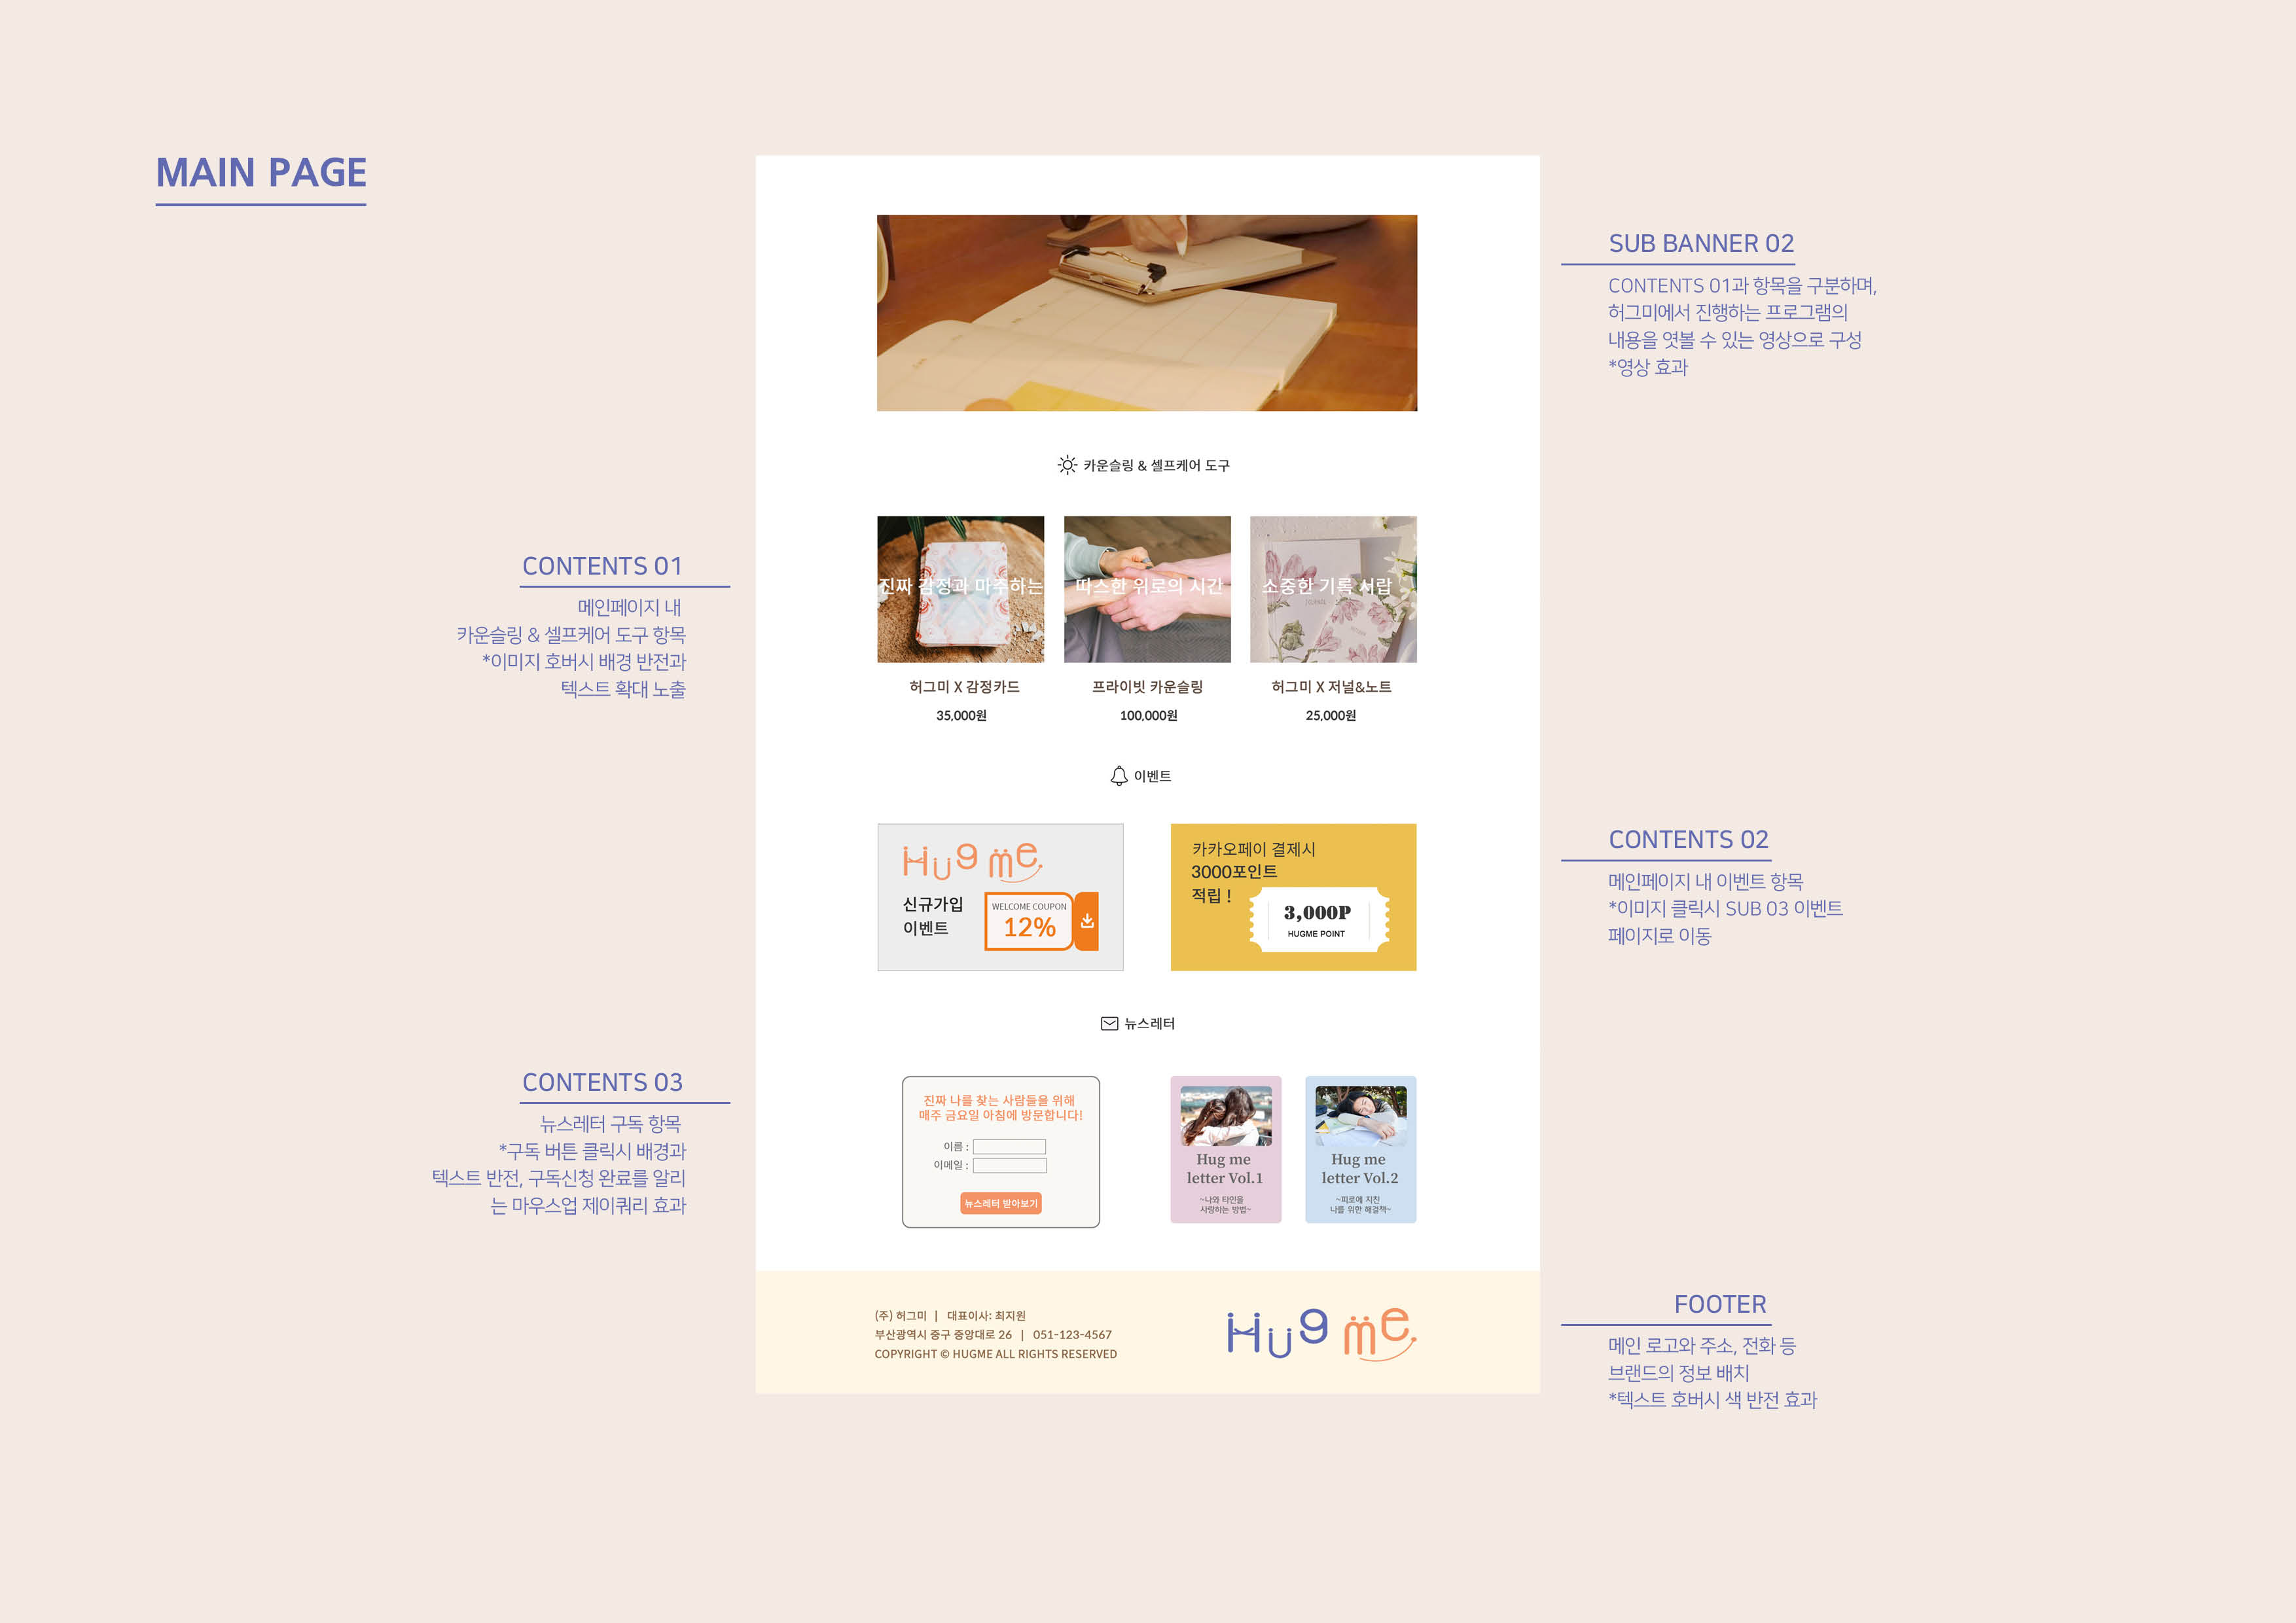 MAIN PAGE
SUB BANNER 02
CONTENTS 01과 항목을 구분하며,
허그미에서 진행하는 프로그램의
내용을 엿볼 수 있는 영상으로 구성
*영상 효과
카운슬링 & 셀프케어 도구
CONTENTS 01
메인페이지 내
카운슬링 & 셀프케어 도구 항목
*이미지 호버시 배경 반전과
텍스트 확대 노출
진짜 감정과 마주하는
따스한 위로의 시간
소중한 기록 서랍
허그미 X 감정카드
35,000원
프라이빗 카운슬링
100,000원
허그미 X 저널&노트
25,000원
이벤트
Hug me
신규가입
이벤트
WELCOME COUPON
12%
카카오페이 결제시
3000포인트
적립 !
3,000P
HUGME POINT
CONTENTS 02
메인페이지 내 이벤트 항목
*이미지 클릭시 SUB 03 이벤트
페이지로 이동
뉴스레터
CONTENTS 03
뉴스레터 구독 항목
*구독 버튼 클릭시 배경과
텍스트 반전, 구독신청 완료를 알리
는 마우스업 제이쿼리 효과
진짜 나를 찾는 사람들을 위해
매주 금요일 아침에 방문합니다!
이름 :
이메일 :
뉴스레터 받아보기
Hug me
letter Vol.1
~나와 타인을
사랑하는 방법~
Hug me
letter Vol.2
~피로에 지친
나를 위한 해결책~
(주) 허그미 | 대표이사: 최지원
부산광역시 중구 중앙대로 26 | 051-123-4567
COPYRIGHT © HUGME ALL RIGHTS RESERVED
Hug me
FOOTER
메인 로고와 주소, 전화 등
브랜드의 정보 배치
*텍스트 호버시 색 반전 효과